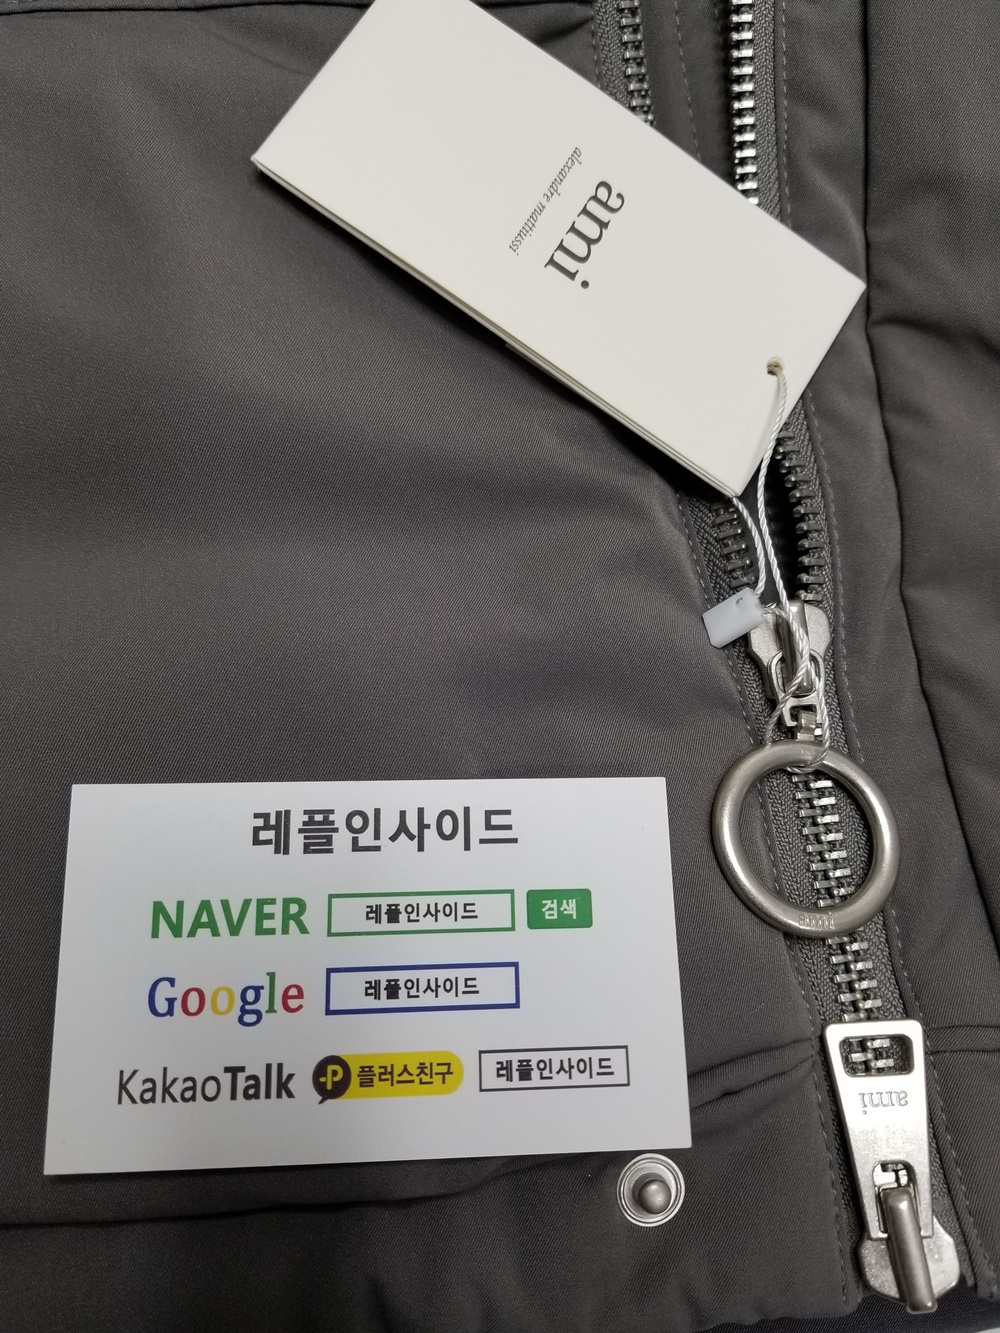 ami
alexandre mattiussi
레플인사이드
NAVER 레플인사이드 검색
Google 레플인사이드
KakaoTalk P 플러스친구 레플인사이드
ami